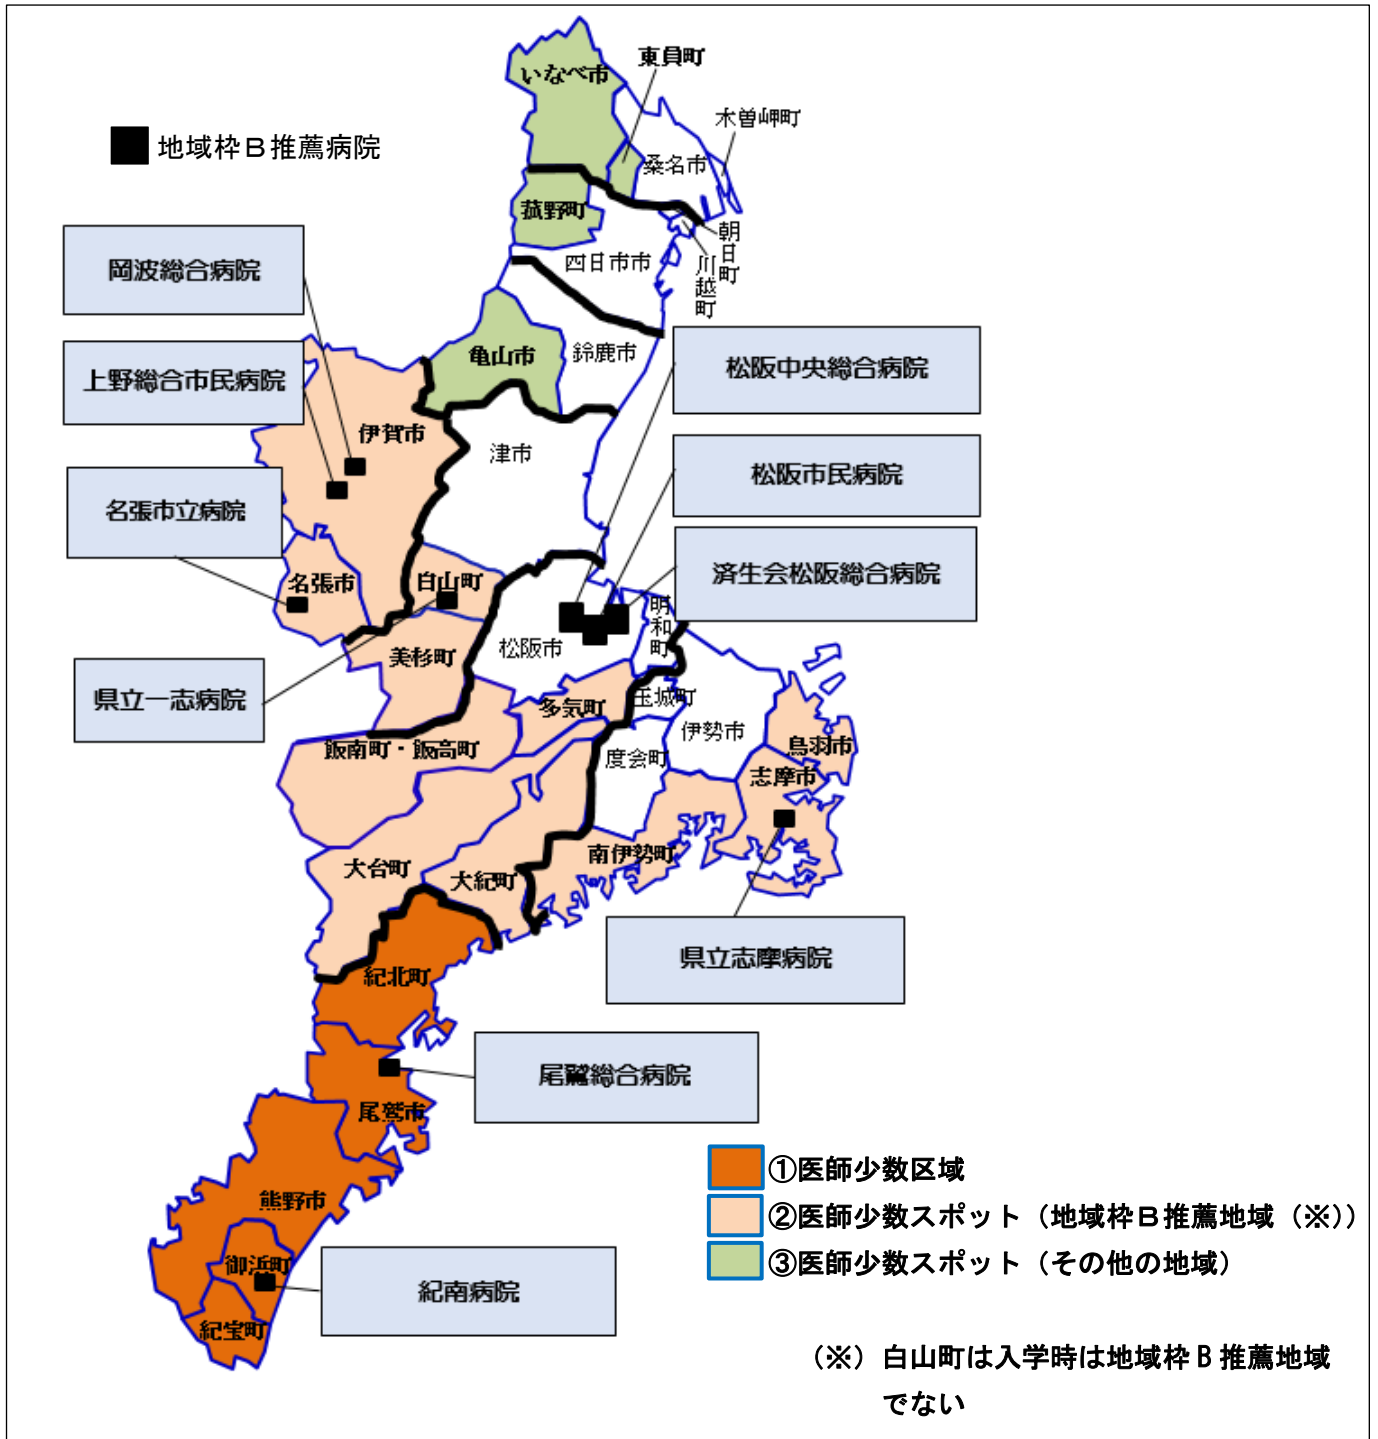 いなべ市
東員町
木曽岬町
地域枠Ｂ推薦病院
桑名市
菰野町
朝日町
岡波総合病院
四日市市
川越町
上野総合市民病院
亀山市
鈴鹿市
松阪中央総合病院
伊賀市
津市
松阪市民病院
名張市立病院
名張市
白山町
済生会松阪総合病院
明和町
松阪市
美杉町
県立一志病院
多気町
玉城町
飯南町・飯高町
度会町
伊勢市
鳥羽市
志摩市
大台町
大紀町
南伊勢町
県立志摩病院
紀北町
尾鷲総合病院
尾鷲市
①医師少数区域
熊野市
②医師少数スポット（地域枠Ｂ推薦地域（※））
御浜町
③医師少数スポット（その他の地域）
紀南病院
紀宝町
（※）白山町は入学時は地域枠Ｂ推薦地域
でない